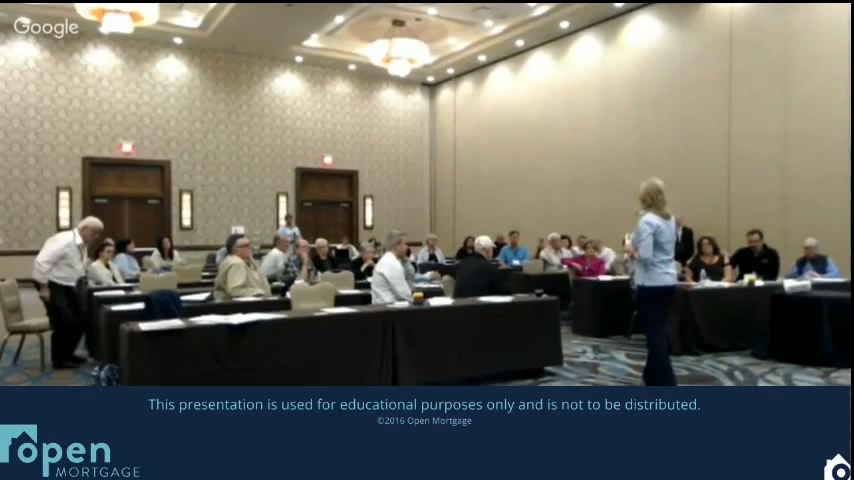 Google
This presentation is used for educational purposes only and is not to be distributed.
©2016 Open Mortgage
open
MORTGAGE